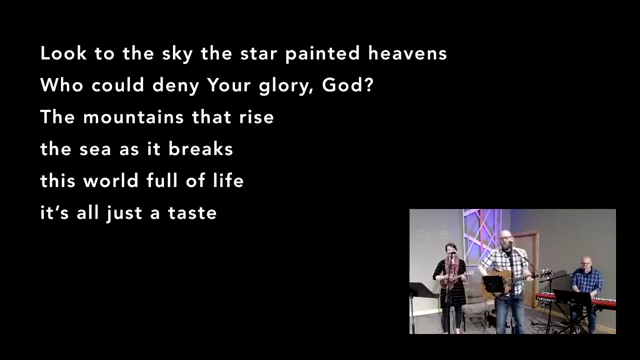 Look to the sky the star painted heavens
Who could deny Your glory, God?
The mountains that rise
the sea as it breaks
this world full of life
it's all just a taste